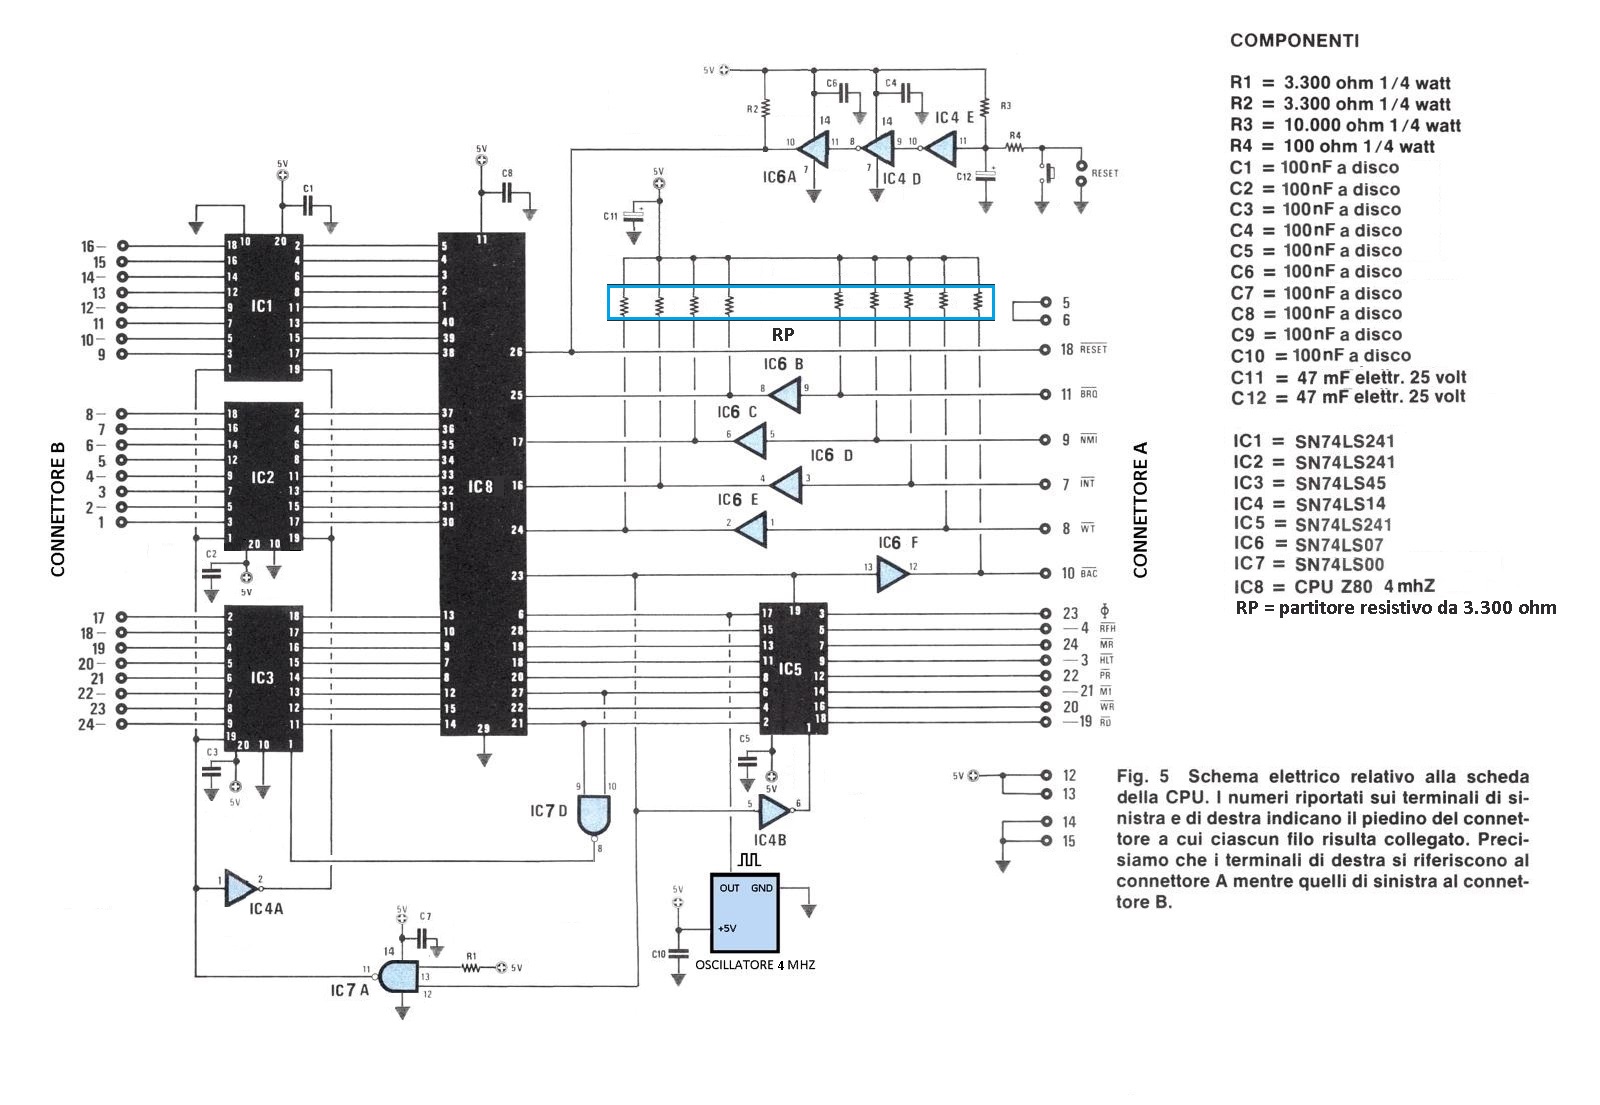 COMPONENTI
R1 = 3.300 ohm 1/4 watt
R2 = 3.300 ohm 1/4 watt
R3 = 10.000 ohm 1/4 watt
R4 = 100 ohm 1/4 watt
C1 = 100nF a disco
C2 = 100nF a disco
C3 = 100nF a disco
C4 = 100nF a disco
C5 = 100nF a disco
C6 = 100nF a disco
C7 = 100nF a disco
C8 = 100nF a disco
C9 = 100nF a disco
C10 = 100nF a disco
C11 = 47 mF elettr. 25 volt
C12 = 47 mF elettr. 25 volt
IC1 = SN74LS241
IC2 = SN74LS241
IC3 = SN74LS45
IC4 = SN74LS14
IC5 = SN74LS241
IC6 = SN74LS07
IC7 = SN74LS00
IC8 = CPU Z80 4mhZ
RP = partitore resistivo da 3.300 ohm
Fig. 5 Schema elettrico relativo alla scheda
della CPU. I numeri riportati sui terminali di si-
nistra e di destra indicano il piedino del connet-
tore a cui ciascun filo risulta collegato. Preci-
siamo che i terminali di destra si riferiscono al
connettore A mentre quelli di sinistra al connet-
tore B.
CONNETTORE B
16
15
14
13
12
11
10
9
8
7
6
5
4
3
2
1
17
18
19
20
21
22
23
24
5V
C1
10 20
18 2
16 4
14 6
12 8
9 11
7 13
5 15
3 17
1 19
IC1
18 2
16 4
14 6
12 8
9 11
7 13
5 15
3 17
1 19
20 10
IC2
C2
5V
2 18
3 17
4 16
5 15
6 14
7 13
8 12
9 11
19
20 10 1
IC3
C3
5V
5V
C8
11
5
4
3
2
1
40
39
38
37
36
35
34
33
32
31
30
13
10
9
7
8
12
15
14
29
IC8
26
25
17
16
24
23
6
28
19
18
20
27
22
21
5V
R2
C6
C4
R3
R4
C12
RESET
IC6A
10 14 11 7
IC4 D
8 14 9 7
IC4 E
10 11
5V
C11
RP
IC6 B
8 9
IC6 C
6 5
IC6 D
4 3
IC6 E
2 1
IC6 F
13 12
17 19 3
15 5
13 7
11 9
8 12
6 14
4 16
2 18
1
IC5
C5
5V
IC4B
5 6
IC7 D
9 10
8
IC4A
1 2
IC7 A
11 14 13 12
5V
C7
R1
5V
OUT GND
+5V
OSCILLATORE 4 MHZ
5V
C10
CONNETTORE A
5
6
18 RESET
11 BRQ
9 NMI
7 INT
8 WT
10 BAC
23 Φ
4 RFH
24 MR
3 HLT
22 PR
21 M1
20 WR
19 RD
5V
12
13
14
15